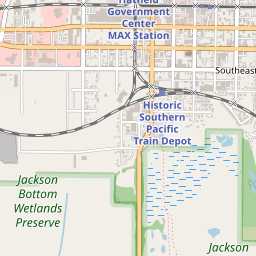 Hatfield
Government
Center
MAX Station
Southeast
Historic
Southern
Pacific
Train Depot
Jackson
Bottom
Wetlands
Preserve
Jackson